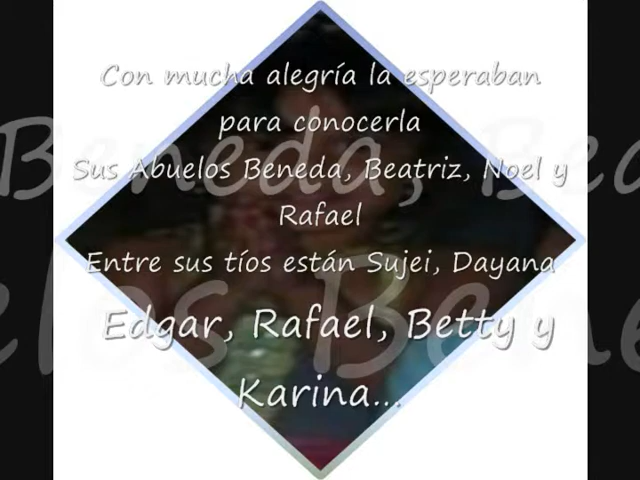 Con mucha alegría la esperaban
para conocerla
Sus Abuelos Beneda, Beatriz, Noel y
Rafael
Entre sus tíos están Sujei, Dayana
Edgar, Rafael, Betty y
Karina...